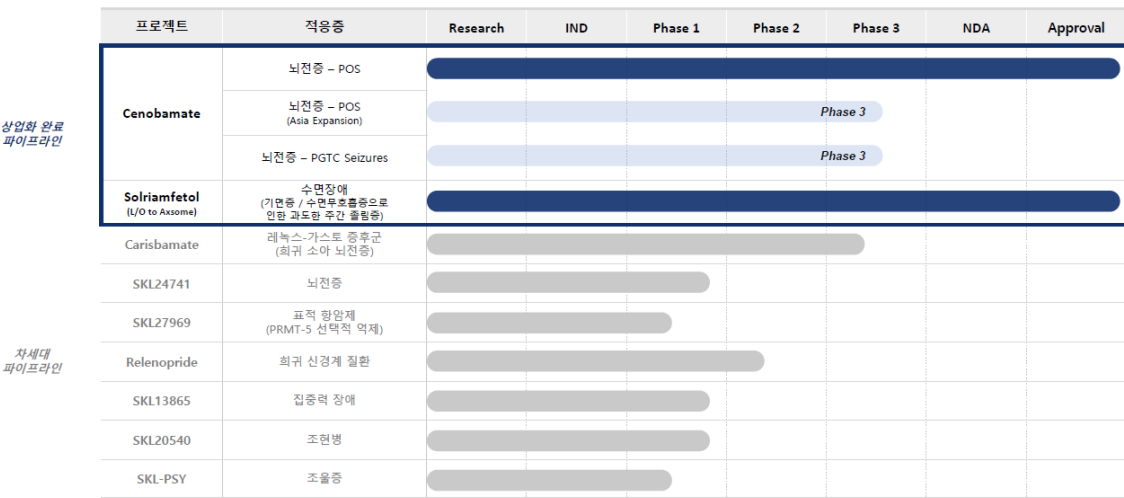 프로젝트 적응증 Research IND Phase 1 Phase 2 Phase 3 NDA Approval
상업화 완료
파이프라인
Cenobamate
뇌전증 – POS
뇌전증 – POS
(Asia Expansion)
Phase 3
뇌전증 – PGTC Seizures
Phase 3
Solriamfetol
(L/O to Axsome)
수면장애
(기면증 / 수면무호흡증으로
인한 과도한 주간 졸림증)
차세대
파이프라인
Carisbamate
레녹스-가스토 증후군
(희귀 소아 뇌전증)
SKL24741 뇌전증
SKL27969
표적 항암제
(PRMT-5 선택적 억제)
Relenopride 희귀 신경계 질환
SKL13865 집중력 장애
SKL20540 조현병
SKL-PSY 조울증